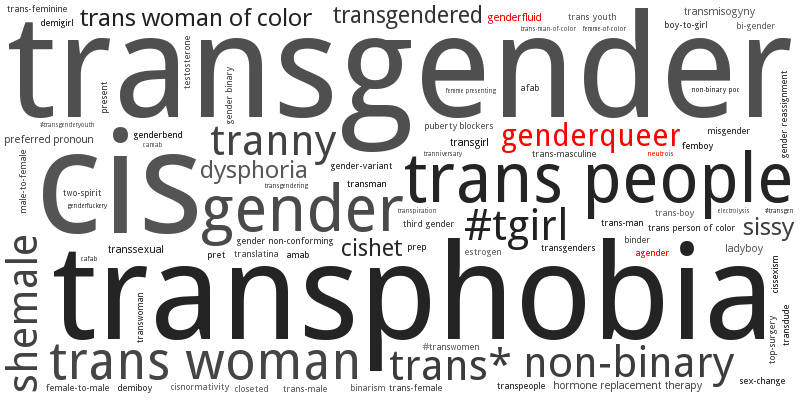 trans-feminine
trans woman of color
transgendered
genderfluid
trans youth
transmisogyny
demigirl
trans-man-of-color
femme-of-color
boy-to-girl
bi-gender
transgender
testosterone
present
gender binary
femme presenting
afab
non-binary poc
gender reassignment
#transgenderyouth
genderbend
camab
preferred pronoun
tranny
puberty blockers
transgirl
tranniversary
genderqueer
misgender
femboy
trans-masculine
neutrois
male-to-female
cis
dysphoria
gender-variant
transgendering
transman
trans people
two-spirit
genderfuckery
gender
transpiration
third gender
#tgirl
trans-boy
electrolysis
#transgen
trans-man
trans person of color
sissy
shemale
transsexual
gender non-conforming
cishet
prep
estrogen
transgenders
binder
agender
ladyboy
cafab
pret
translatina
amab
cissexism
transphobia
transwoman
transdude
top-surgery
trans woman
#transwomen
trans*
non-binary
female-to-male
demiboy
cisnormativity
closeted
trans-male
binarism
trans-female
transpeople
hormone replacement therapy
sex-change